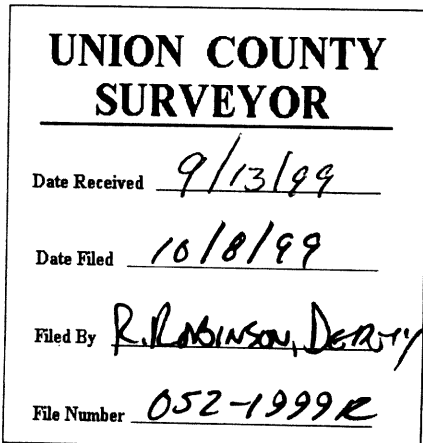 UNION COUNTY
SURVEYOR
Date Received 9/13/99
Date Filed 10/8/99
Filed By R. Robinson, Deputy
File Number 052-1999R